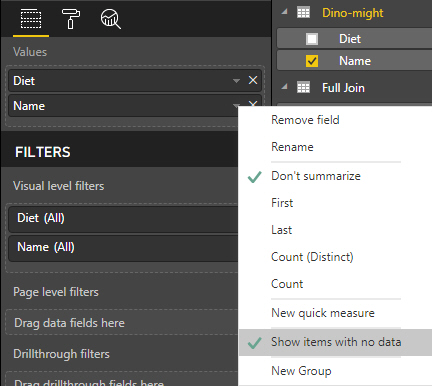 Values
Diet
Name
FILTERS
Visual level filters
Diet (All)
Name (All)
Page level filters
Drag data fields here
Drillthrough filters
Drag drillthrough fields here
Dino-might
Diet
Name
Full Join
Remove field
Rename
Don't summarize
First
Last
Count (Distinct)
Count
New quick measure
Show items with no data
New Group